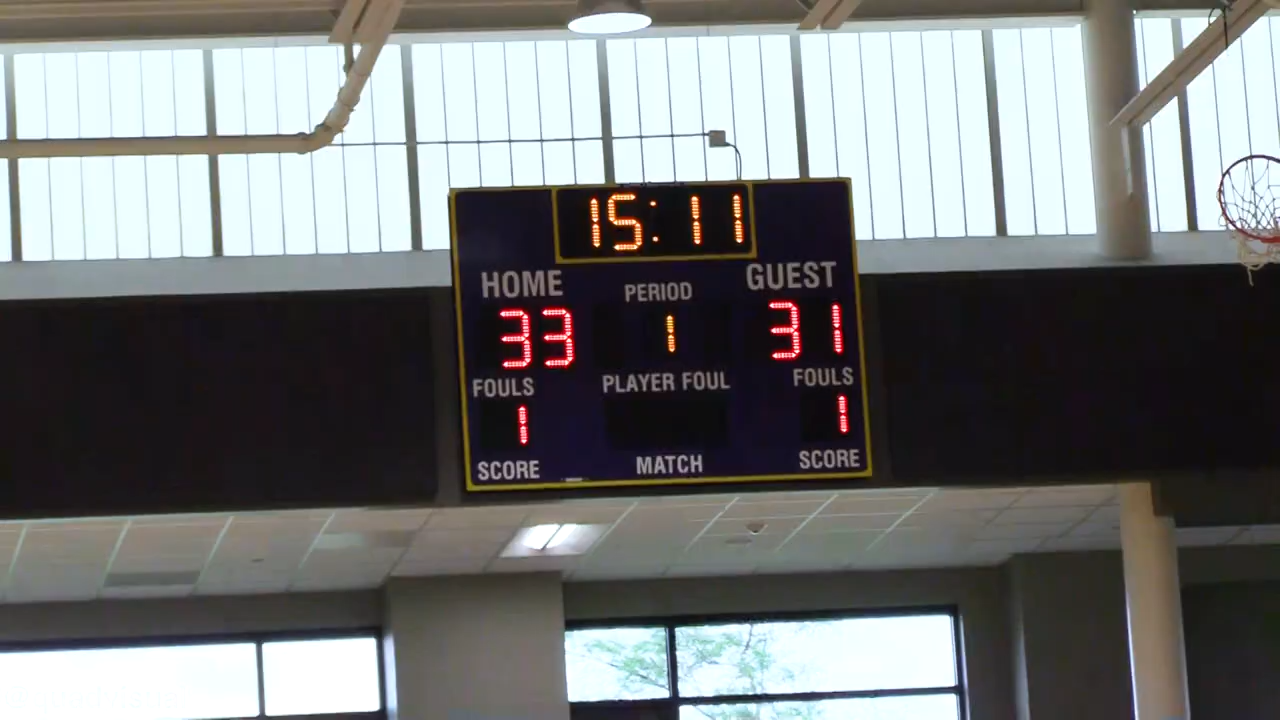 15:11
HOME PERIOD GUEST
33 1 31
FOULS PLAYER FOUL FOULS
1 1
SCORE MATCH SCORE